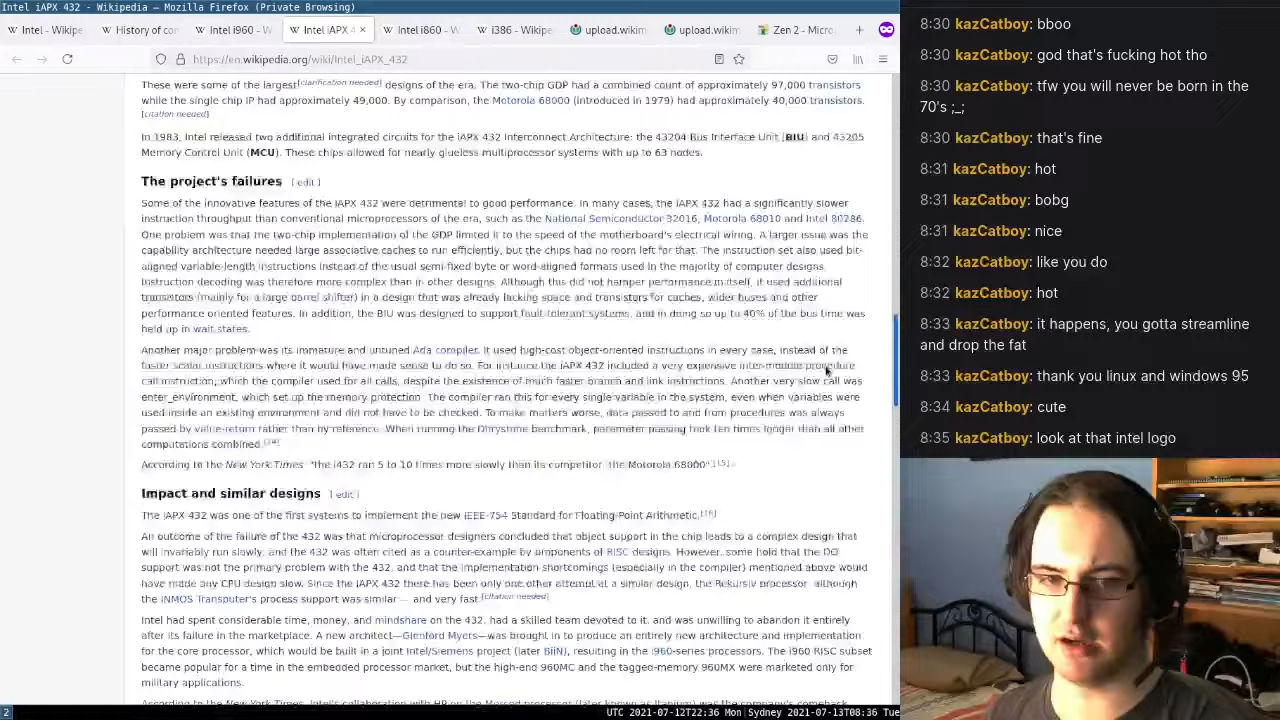 Intel iAPX 432 - Wikipedia — Mozilla Firefox (Private Browsing)
Intel - Wikipe
History of con
Intel i960 - W
Intel iAPX 4
Intel i860 - W
i386 - Wikipe
upload.wikim
upload.wikim
Zen 2 - Micro
https://en.wikipedia.org/wiki/Intel_iAPX_432
These were some of the largest[clarification needed] designs of the era. The two-chip GDP had a combined count of approximately 97,000 transistors
while the single chip IP had approximately 49,000. By comparison, the Motorola 68000 (introduced in 1979) had approximately 40,000 transistors.
[citation needed]
In 1983, Intel released two additional integrated circuits for the iAPX 432 Interconnect Architecture: the 43204 Bus Interface Unit (BIU) and 43205
Memory Control Unit (MCU). These chips allowed for nearly glueless multiprocessor systems with up to 63 nodes.
The project's failures [ edit ]
Some of the innovative features of the iAPX 432 were detrimental to good performance. In many cases, the iAPX 432 had a significantly slower
instruction throughput than conventional microprocessors of the era, such as the National Semiconductor 32016, Motorola 68010 and Intel 80286.
One problem was that the two-chip implementation of the GDP limited it to the speed of the motherboard's electrical wiring. A larger issue was the
capability architecture needed large associative caches to run efficiently, but the chips had no room left for that. The instruction set also used bit-
aligned variable-length instructions instead of the usual semi-fixed byte or word-aligned formats used in the majority of computer designs.
Instruction decoding was therefore more complex than in other designs. Although this did not hamper performance in itself, it used additional
transistors (mainly for a large barrel shifter) in a design that was already lacking space and transistors for caches, wider buses and other
performance oriented features. In addition, the BIU was designed to support fault-tolerant systems, and in doing so up to 40% of the bus time was
held up in wait states.
Another major problem was its immature and untuned Ada compiler. It used high-cost object-oriented instructions in every case, instead of the
faster scalar instructions where it would have made sense to do so. For instance the iAPX 432 included a very expensive inter-module procedure
call instruction, which the compiler used for all calls, despite the existence of much faster branch and link instructions. Another very slow call was
enter_environment, which set up the memory protection. The compiler ran this for every single variable in the system, even when variables were
used inside an existing environment and did not have to be checked. To make matters worse, data passed to and from procedures was always
passed by value-return rather than by reference. When running the Dhrystone benchmark, parameter passing took ten times longer than all other
computations combined.[14]
According to the New York Times, "the i432 ran 5 to 10 times more slowly than its competitor, the Motorola 68000".[15]
Impact and similar designs [ edit ]
The iAPX 432 was one of the first systems to implement the new IEEE-754 Standard for Floating-Point Arithmetic.[16]
An outcome of the failure of the 432 was that microprocessor designers concluded that object support in the chip leads to a complex design that
will invariably run slowly, and the 432 was often cited as a counter-example by proponents of RISC designs. However, some hold that the OO
support was not the primary problem with the 432, and that the implementation shortcomings (especially in the compiler) mentioned above would
have made any CPU design slow. Since the iAPX 432 there has been only one other attempt at a similar design, the Rekursiv processor, although
the INMOS Transputer's process support was similar — and very fast.[citation needed]
Intel had spent considerable time, money, and mindshare on the 432, had a skilled team devoted to it, and was unwilling to abandon it entirely
after its failure in the marketplace. A new architect—Glenford Myers—was brought in to produce an entirely new architecture and implementation
for the core processor, which would be built in a joint Intel/Siemens project (later BiiN), resulting in the i960-series processors. The i960 RISC subset
became popular for a time in the embedded processor market, but the high-end 960MC and the tagged-memory 960MX were marketed only for
military applications.
According to the New York Times, Intel's collaboration with HP on the Merced processor (later known as Itanium) was the company's comeback
2
UTC 2021-07-12T22:36 Mon Sydney 2021-07-13T08:36 Tue
8:30 kazCatboy: bboo
8:30 kazCatboy: god that's fucking hot tho
8:30 kazCatboy: tfw you will never be born in the
70's ;_;
8:30 kazCatboy: that's fine
8:31 kazCatboy: hot
8:31 kazCatboy: bobg
8:31 kazCatboy: nice
8:32 kazCatboy: like you do
8:32 kazCatboy: hot
8:33 kazCatboy: it happens, you gotta streamline
and drop the fat
8:33 kazCatboy: thank you linux and windows 95
8:34 kazCatboy: cute
8:35 kazCatboy: look at that intel logo